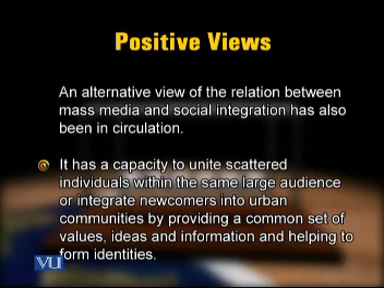 Positive Views
An alternative view of the relation between
mass media and social integration has also
been in circulation.
It has a capacity to unite scattered
individuals within the same large audience
or integrate newcomers into urban
communities by providing a common set of
values, ideas and information and helping to
form identities.
VU